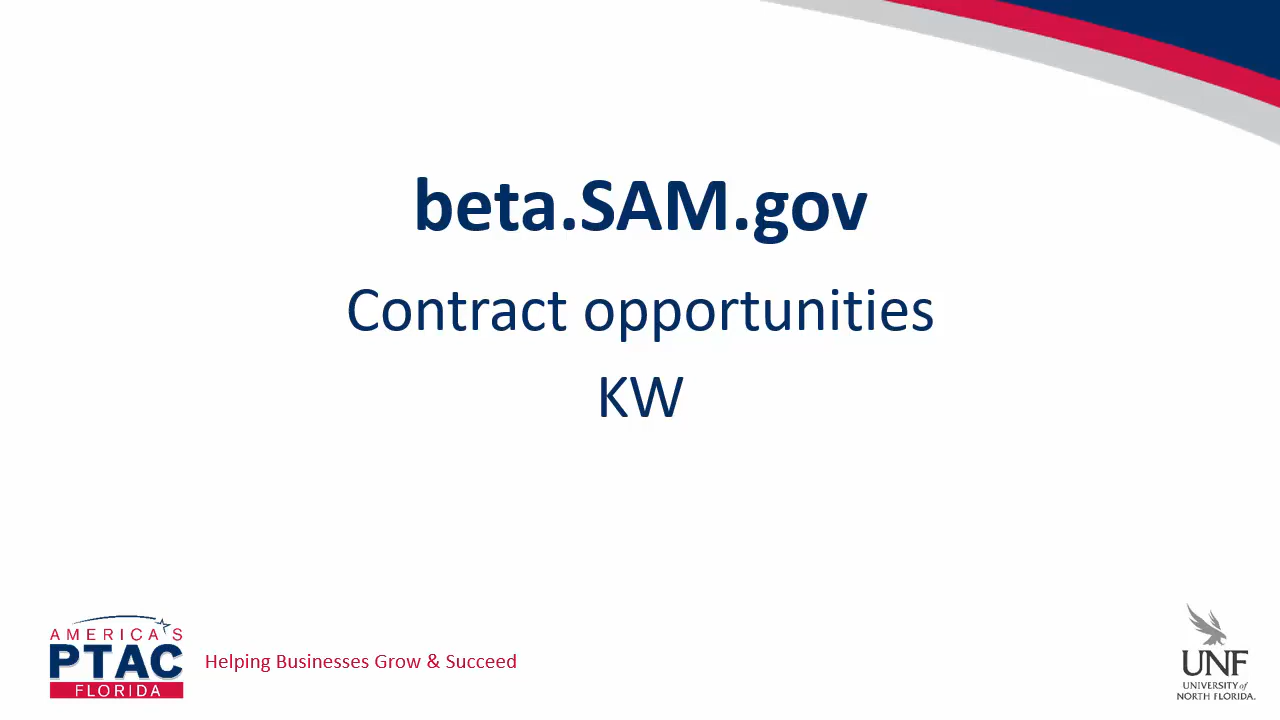 beta.SAM.gov
Contract opportunities
KW
AMERICA'S
PTAC
FLORIDA
Helping Businesses Grow & Succeed
UNF
UNIVERSITY of
NORTH FLORIDA.